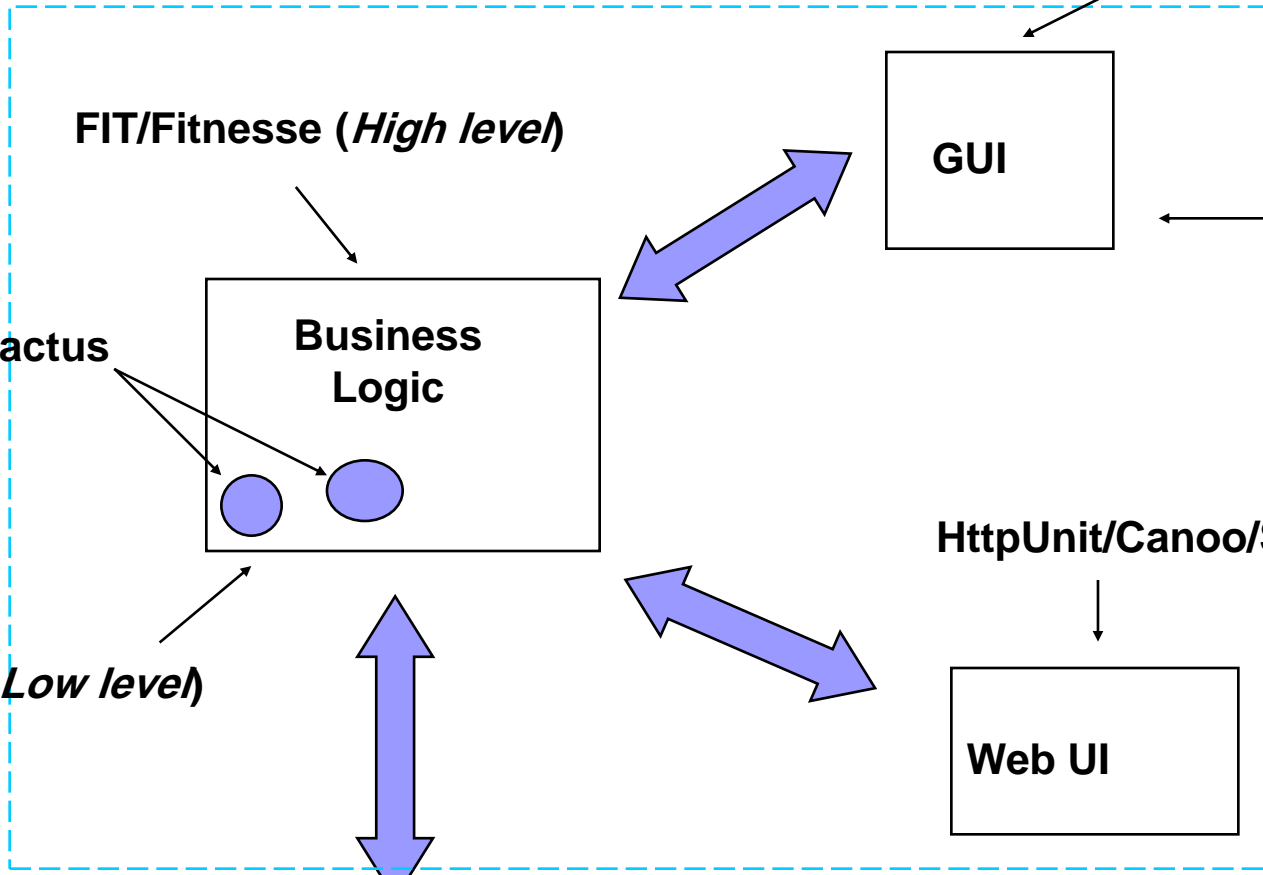 FIT/Fitnesse (High level)
GUI
actus
Business
Logic
HttpUnit/Canoo/
Low level)
Web UI